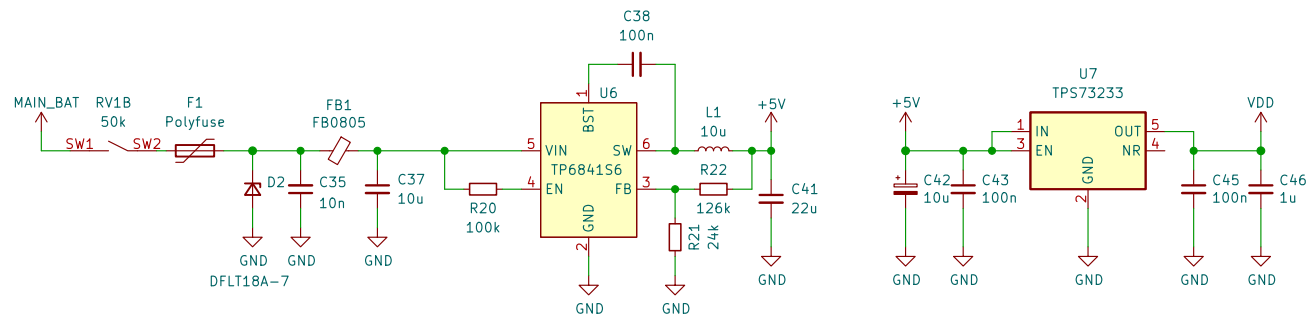 C38
100n
MAIN_BAT
RV1B
50k
SW1
SW2
F1
Polyfuse
FB1
FB0805
D2
DFLT18A-7
C35
10n
C37
10u
R20
100k
U6
TP6841S6
1
BST
5
VIN
4
EN
SW
6
FB
3
GND
2
L1
10u
R22
126k
R21
24k
+5V
C41
22u
GND
GND
GND
GND
GND
GND
+5V
C42
10u
C43
100n
U7
TPS73233
1
IN
3
EN
OUT
5
NR
4
GND
2
VDD
C45
100n
C46
1u
+
GND
GND
GND
GND
GND